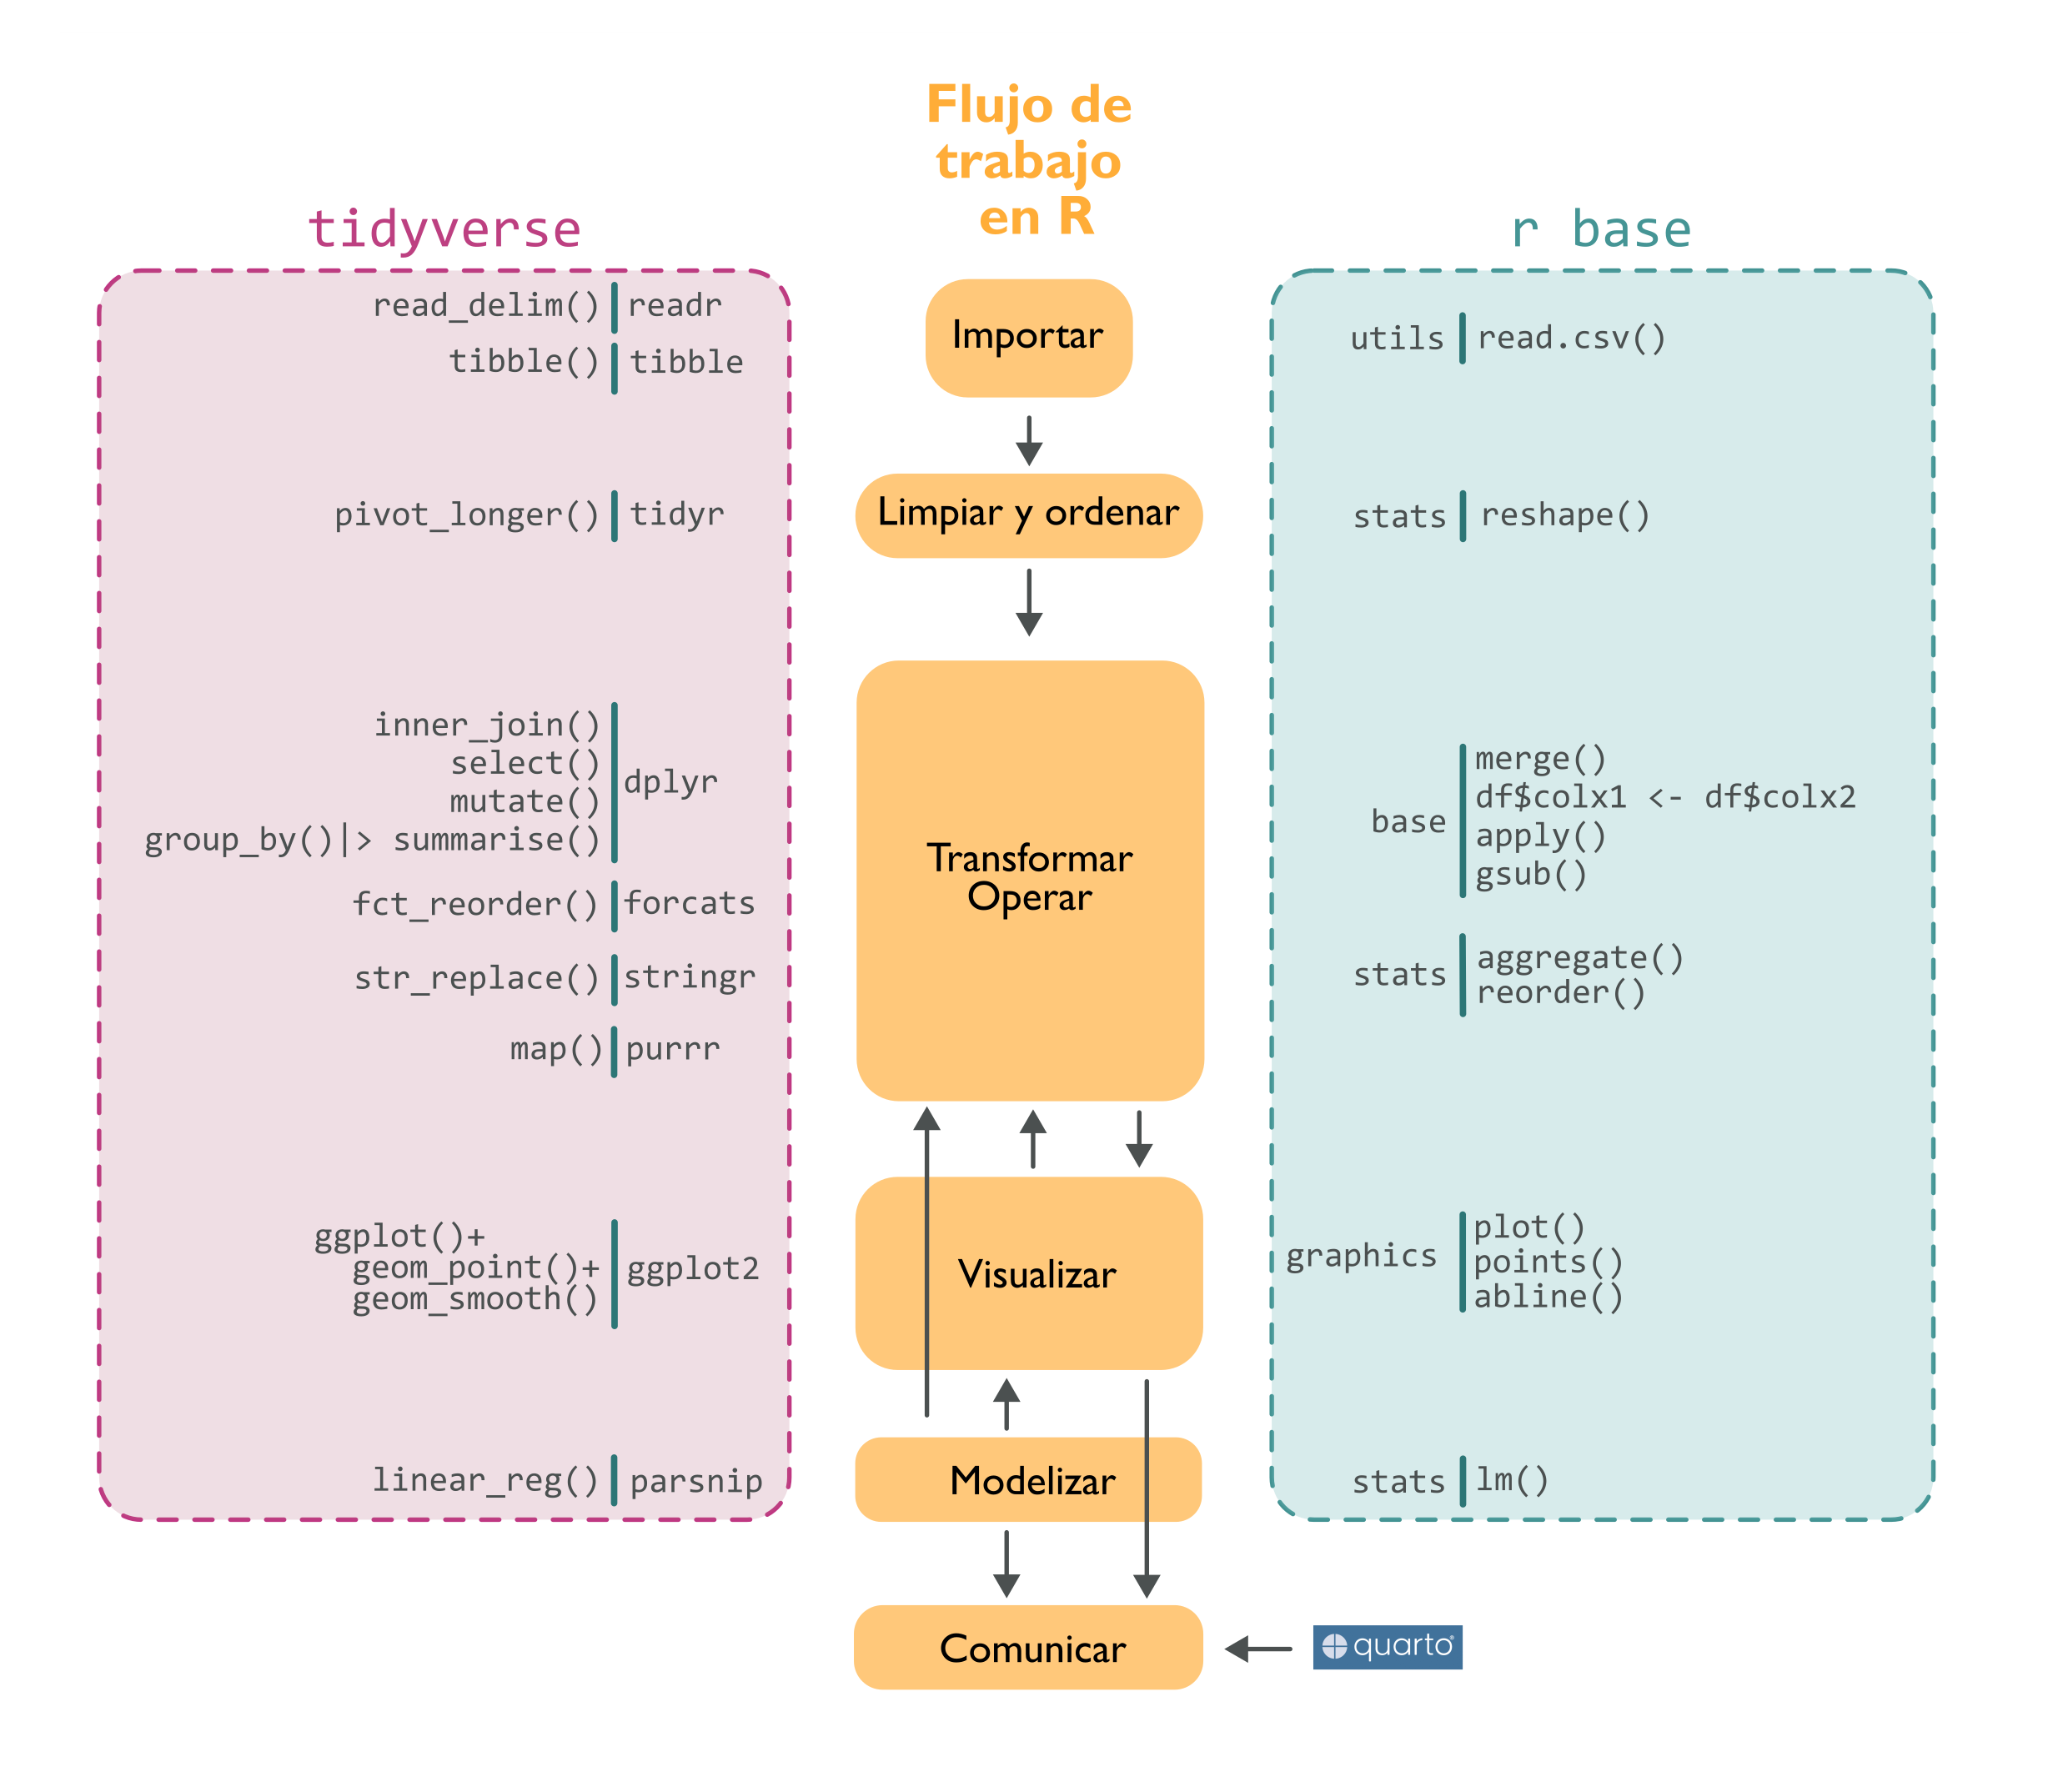 Flujo de
trabajo
en R
tidyverse
read_delim() readr
tibble() tibble
pivot_longer() tidyr
inner_join()
select()
mutate()
group_by()|> summarise()
dplyr
fct_reorder() forcats
str_replace() stringr
map() purrr
ggplot()+
geom_point()+
geom_smooth()
ggplot2
linear_reg() parsnip
Importar
Limpiar y ordenar
Transformar
Operar
Visualizar
Modelizar
Comunicar
r base
utils read.csv()
stats reshape()
base
merge()
df$colx1 <- df$colx2
apply()
gsub()
stats
aggregate()
reorder()
graphics
plot()
points()
abline()
stats lm()
quarto®